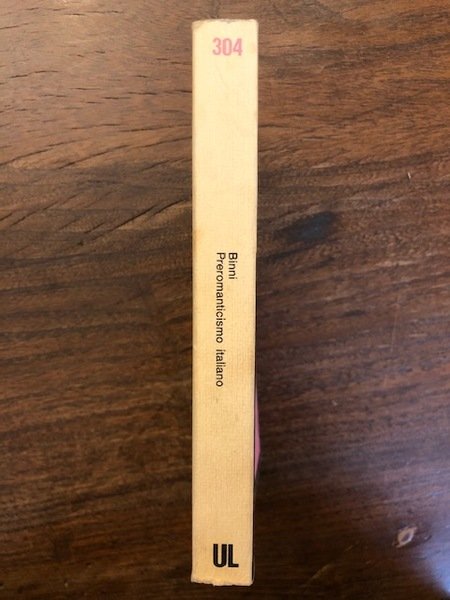 304
Binni
Preromanticismo italiano
UL